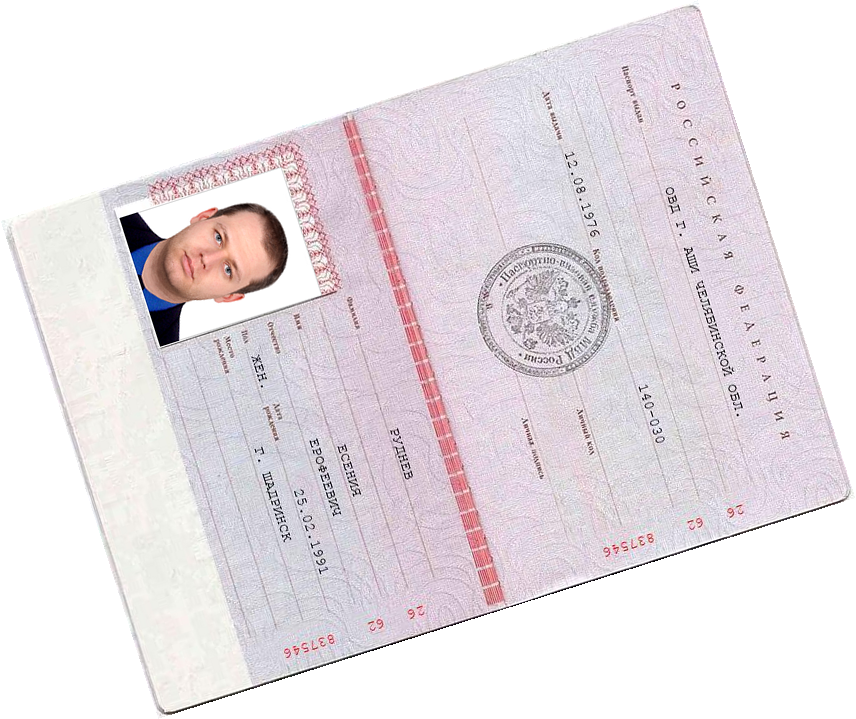 РОССИЙСКАЯ ФЕДЕРАЦИЯ
Паспорт выдан
ОВД Г. АШИ ЧЕЛЯБИНСКОЙ ОБЛ.
Дата выдачи 12.08.1976 Код подразделения 140-030
Личный код
Личная подпись
Паспортно-визовая служба МВД России
26 62 837546
Фамилия
РУДНЕВ
Имя
ЕСЕНИЯ
Отчество
ЕРОФЕЕВИЧ
Пол ЖЕН. Дата рождения 25.02.1991
Место рождения
Г. ШАДРИНСК
26 62 837546